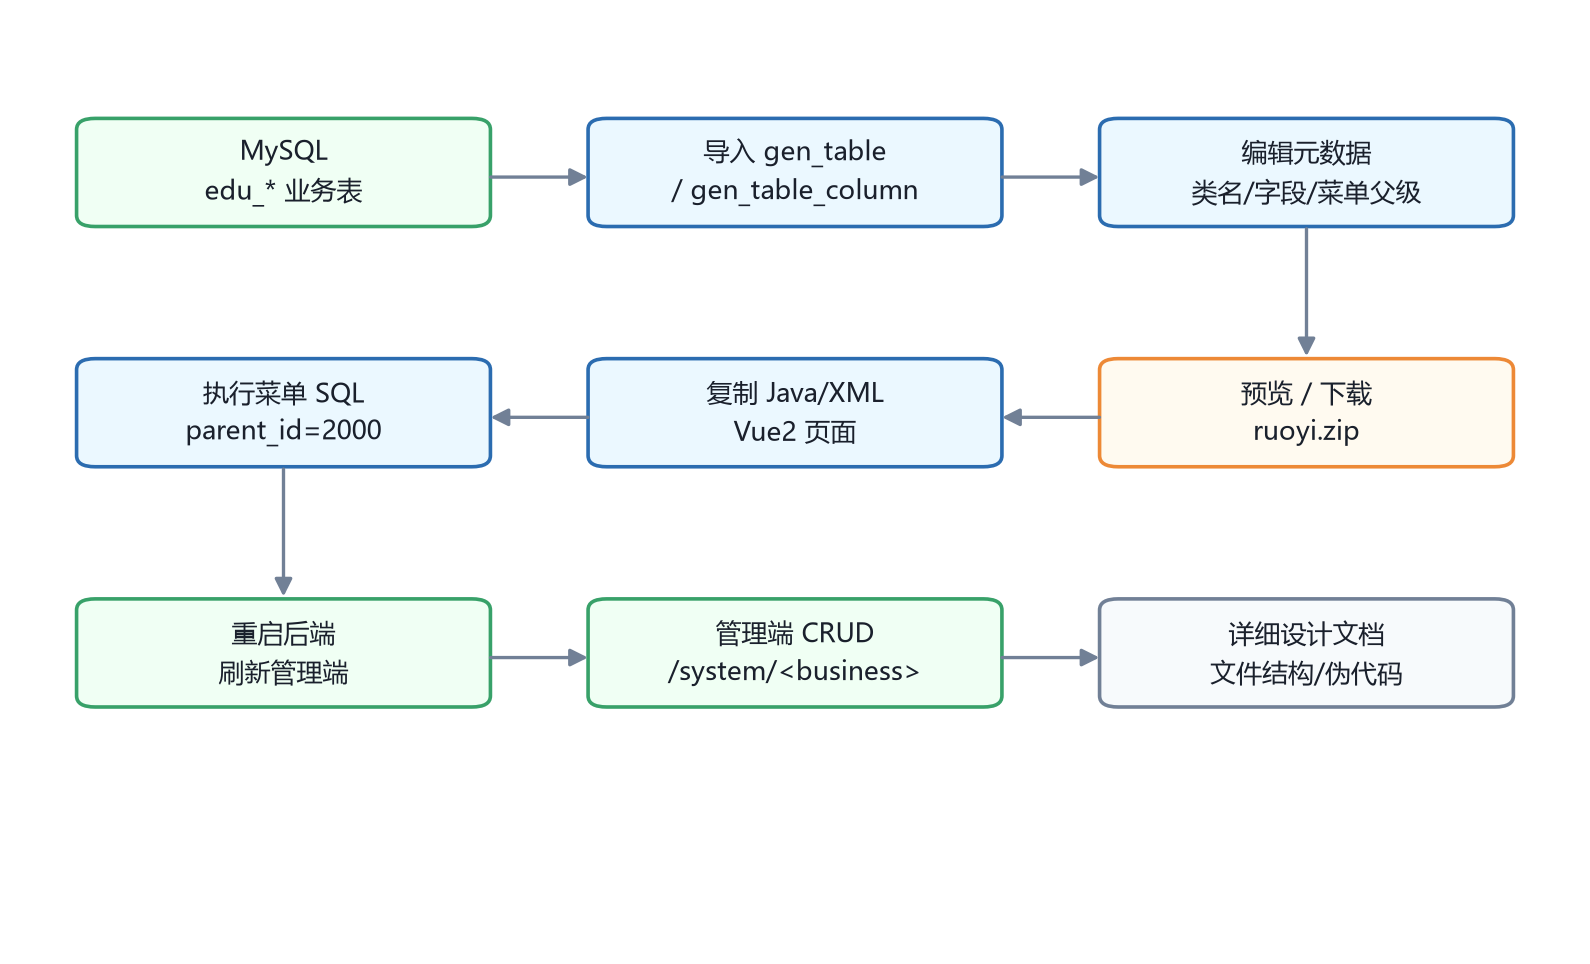 MySQL
edu_* 业务表
导入 gen_table
/ gen_table_column
编辑元数据
类名/字段/菜单父级
执行菜单 SQL
parent_id=2000
复制 Java/XML
Vue2 页面
预览 / 下载
ruoyi.zip
重启后端
刷新管理端
管理端 CRUD
/system/<business>
详细设计文档
文件结构/伪代码